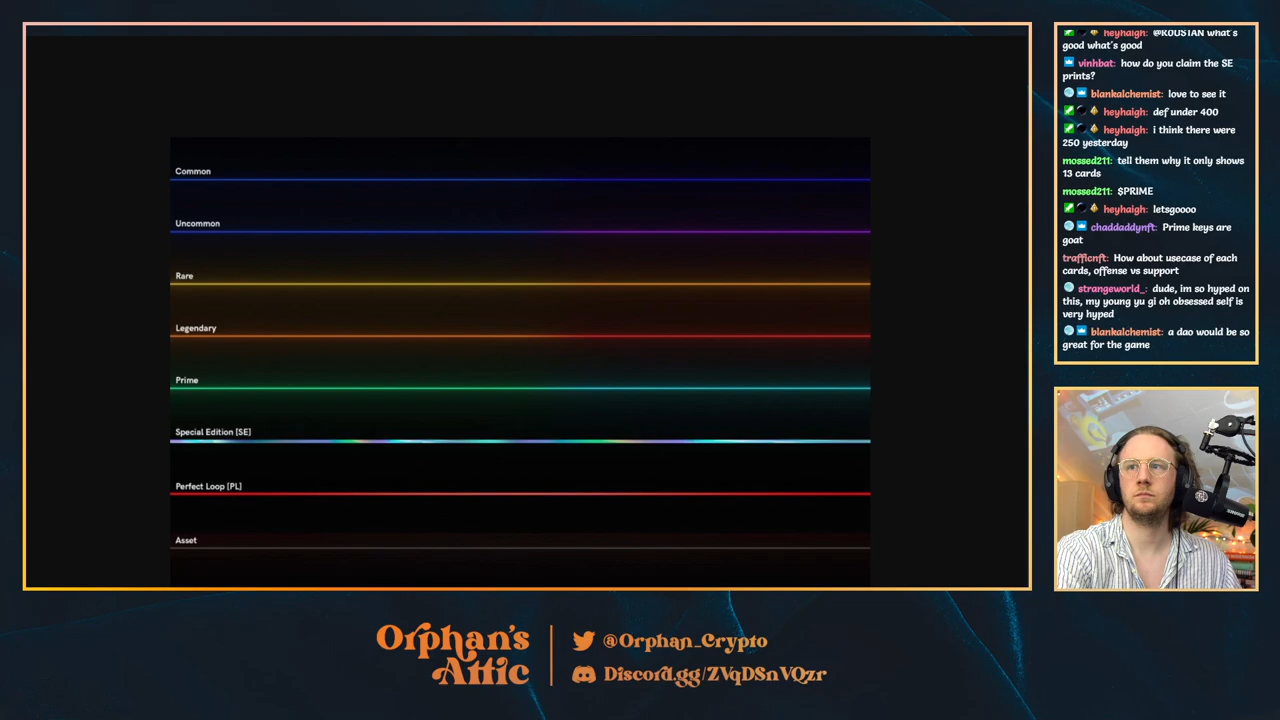 Common
Uncommon
Rare
Legendary
Prime
Special Edition [SE]
Perfect Loop [PL]
Asset
heyhaigh: @KOUSTAN what's
good what's good
vinhbat: how do you claim the SE
prints?
blankalchemist: love to see it
heyhaigh: def under 400
heyhaigh: i think there were
250 yesterday
mossed211: tell them why it only shows
13 cards
mossed211: $PRIME
heyhaigh: letsgoooo
chaddaddynft: Prime keys are
goat
trafficnft: How about usecase of each
cards, offense vs support
strangeworld_: dude, im so hyped on
this, my young yu gi oh obsessed self is
very hyped
blankalchemist: a dao would be so
great for the game
Orphan's
Attic
@Orphan_Crypto
Discord.gg/ZVqDSnVQzr